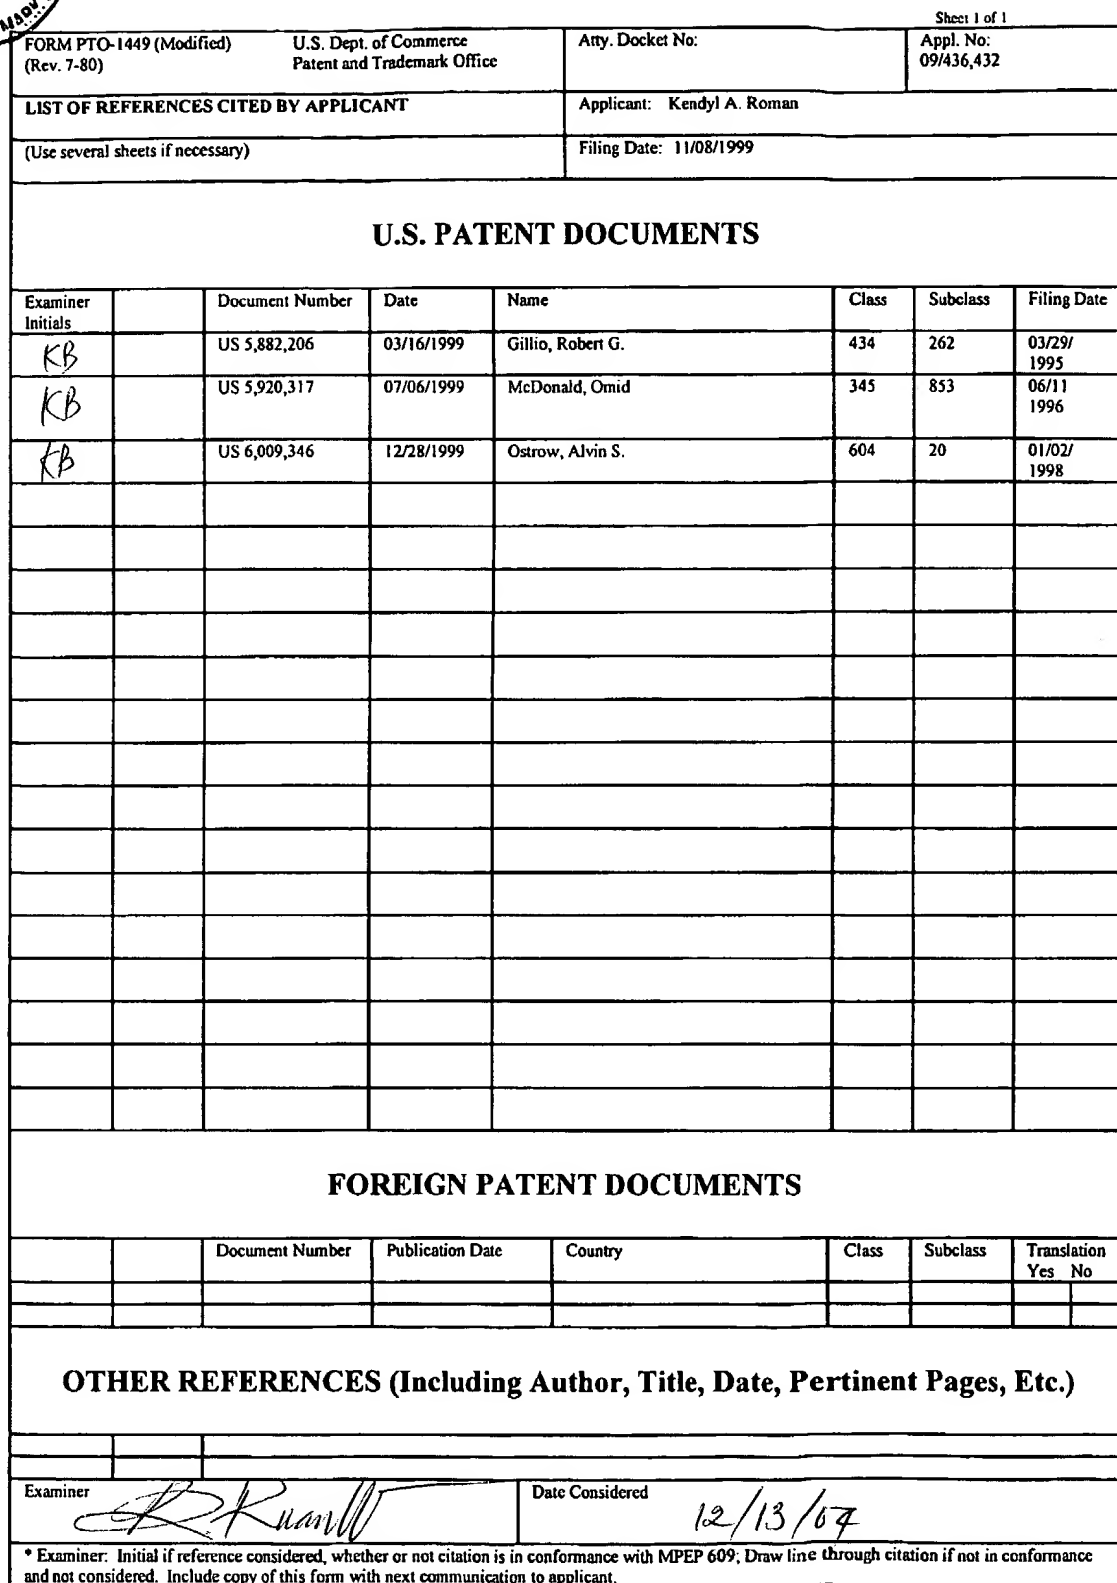 Sheet 1 of 1
FORM PTO-1449 (Modified)
(Rev. 7-80)
U.S. Dept. of Commerce
Patent and Trademark Office
Atty. Docket No:
Appl. No:
09/436,432
LIST OF REFERENCES CITED BY APPLICANT
Applicant: Kendyl A. Roman
(Use several sheets if necessary)
Filing Date: 11/08/1999
U.S. PATENT DOCUMENTS
Examiner
Initials
Document Number
Date
Name
Class
Subclass
Filing Date
KB
US 5,882,206
03/16/1999
Gillio, Robert G.
434
262
03/29/
1995
KB
US 5,920,317
07/06/1999
McDonald, Omid
345
853
06/11
1996
KB
US 6,009,346
12/28/1999
Ostrow, Alvin S.
604
20
01/02/
1998
FOREIGN PATENT DOCUMENTS
Document Number
Publication Date
Country
Class
Subclass
Translation
Yes No
OTHER REFERENCES (Including Author, Title, Date, Pertinent Pages, Etc.)
Examiner
Date Considered
12/13/04
* Examiner: Initial if reference considered, whether or not citation is in conformance with MPEP 609; Draw line through citation if not in conformance
and not considered. Include copy of this form with next communication to applicant.